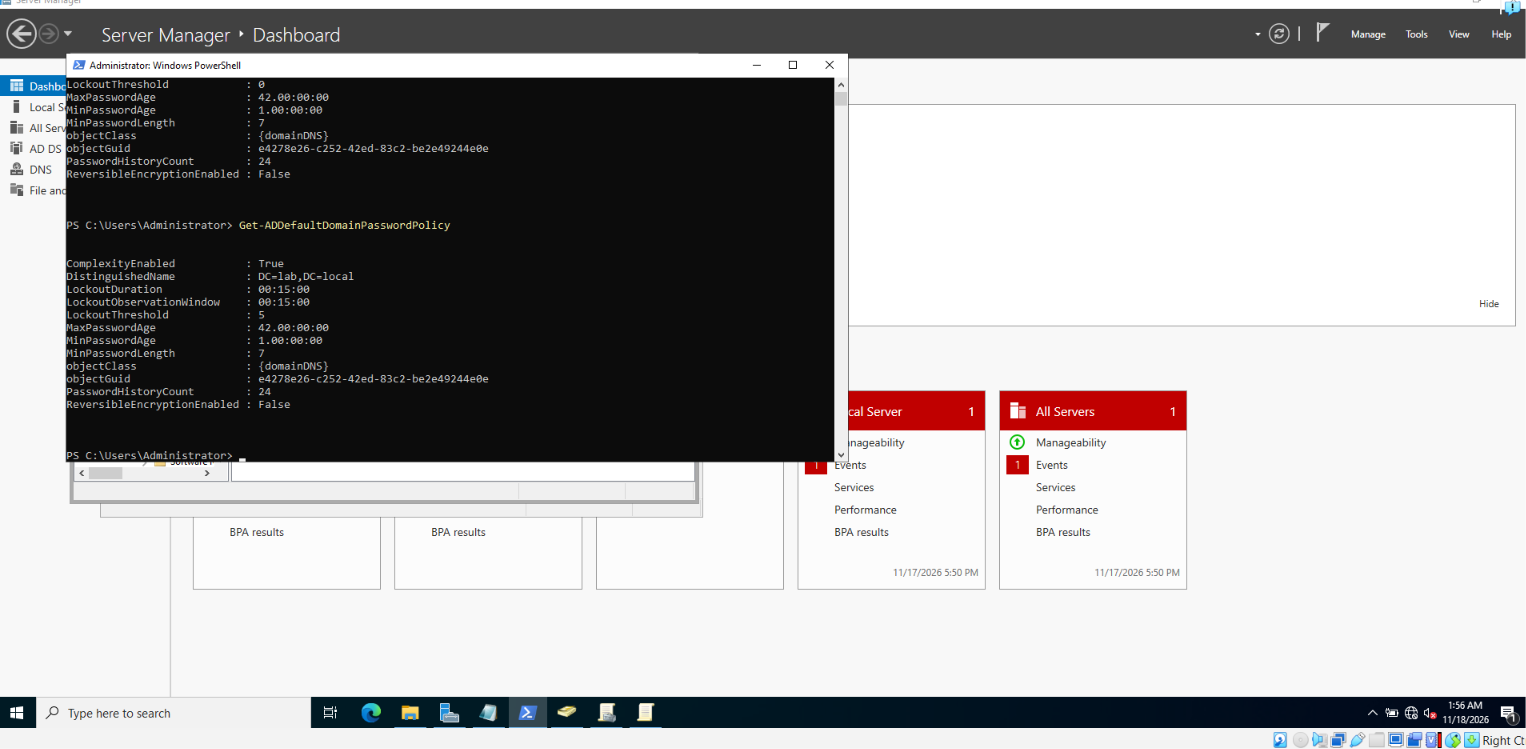 Server Manager
Server Manager ‣ Dashboard
Manage Tools View Help
Administrator: Windows PowerShell
Dashbo
Local S
All Serv
AD DS
DNS
File and
LockoutThreshold : 0
MaxPasswordAge : 42.00:00:00
MinPasswordAge : 1.00:00:00
MinPasswordLength : 7
objectClass : {domainDNS}
objectGuid : e4278e26-c252-42ed-83c2-be2e49244e0e
PasswordHistoryCount : 24
ReversibleEncryptionEnabled : False
PS C:\Users\Administrator> Get-ADDefaultDomainPasswordPolicy
ComplexityEnabled : True
DistinguishedName : DC=lab,DC=local
LockoutDuration : 00:15:00
LockoutObservationWindow : 00:15:00
LockoutThreshold : 5
MaxPasswordAge : 42.00:00:00
MinPasswordAge : 1.00:00:00
MinPasswordLength : 7
objectClass : {domainDNS}
objectGuid : e4278e26-c252-42ed-83c2-be2e49244e0e
PasswordHistoryCount : 24
ReversibleEncryptionEnabled : False
PS C:\Users\Administrator>
Hide
BPA results
BPA results
cal Server 1
anageability
1 Events
Services
Performance
BPA results
11/17/2026 5:50 PM
All Servers 1
Manageability
1 Events
Services
Performance
BPA results
11/17/2026 5:50 PM
Type here to search
1:56 AM
11/18/2026
1
Right Ct